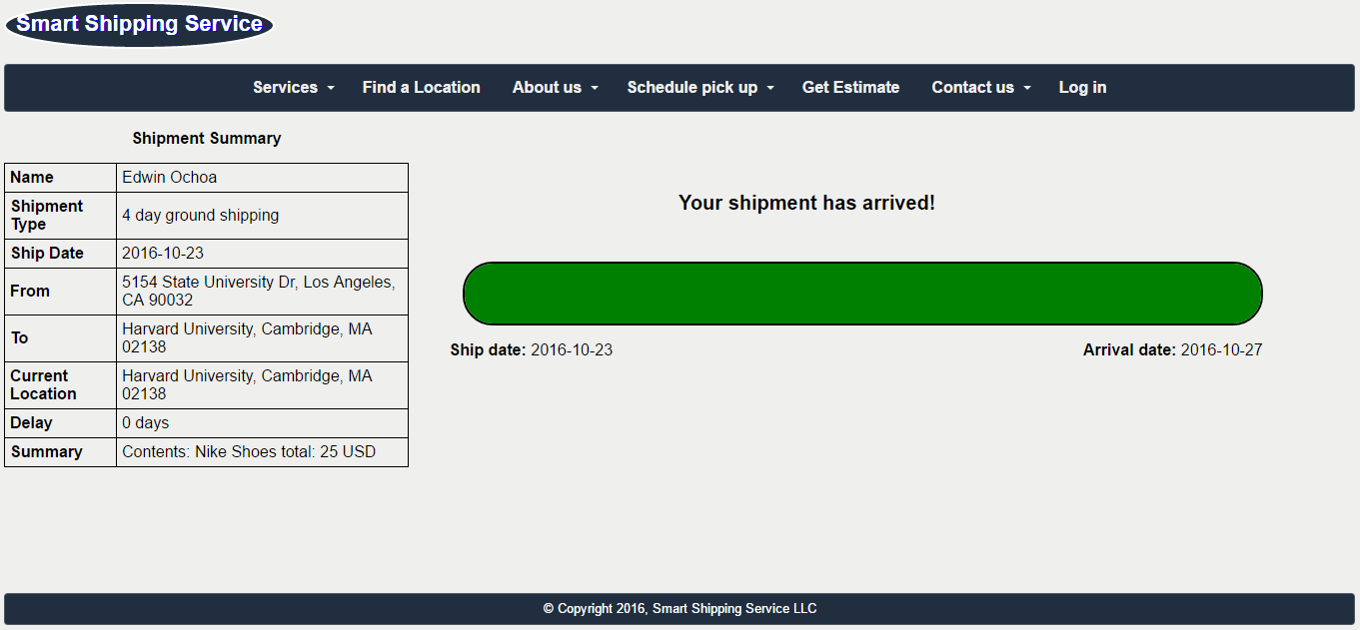 Smart Shipping Service
Services Find a Location About us Schedule pick up Get Estimate Contact us Log in
Shipment Summary
Name Edwin Ochoa
Shipment
Type
4 day ground shipping
Ship Date 2016-10-23
From
5154 State University Dr, Los Angeles,
CA 90032
To
Harvard University, Cambridge, MA
02138
Current
Location
Harvard University, Cambridge, MA
02138
Delay 0 days
Summary Contents: Nike Shoes total: 25 USD
Your shipment has arrived!
Ship date: 2016-10-23 Arrival date: 2016-10-27
© Copyright 2016, Smart Shipping Service LLC